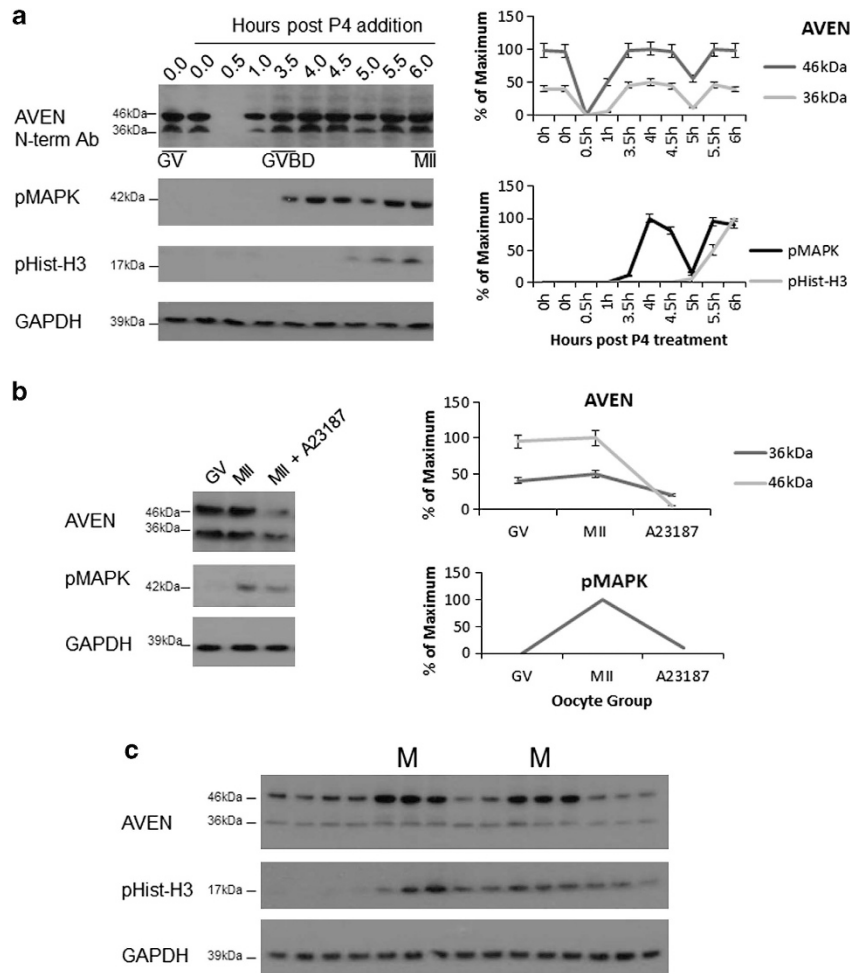 a
Hours post P4 addition
0.0 0.0 0.5 1.0 3.5 4.0 4.5 5.0 5.5 6.0
AVEN
N-term Ab
46kDa
36kDa
GV GVBD MII
pMAPK
42kDa
pHist-H3
17kDa
GAPDH
39kDa
AVEN
% of Maximum
150
100
50
0
0h 0h 0.5h 1h 3.5h 4h 4.5h 5h 5.5h 6h
46kDa
36kDa
% of Maximum
150
100
50
0
0h 0h 0.5h 1h 3.5h 4h 4.5h 5h 5.5h 6h
Hours post P4 treatment
pMAPK
pHist-H3
b
GV MII MII + A23187
AVEN
46kDa
36kDa
pMAPK
42kDa
GAPDH
39kDa
AVEN
% of Maximum
150
100
50
0
GV MII A23187
36kDa
46kDa
pMAPK
% of Maximum
150
100
50
0
GV MII A23187
Oocyte Group
c
M M
AVEN
46kDa
36kDa
pHist-H3
17kDa
GAPDH
39kDa